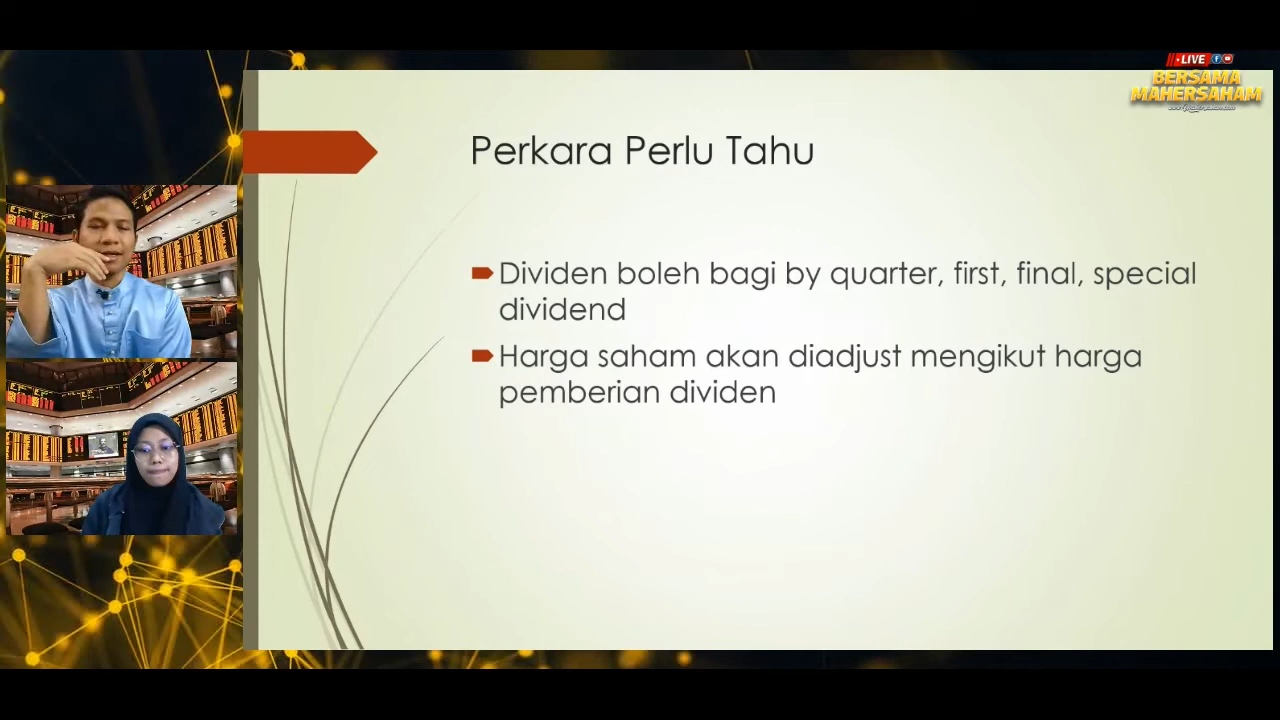 LIVE
BERSAMA
MAHERSAHAM
Perkara Perlu Tahu
Dividen boleh bagi by quarter, first, final, special
dividend
Harga saham akan diadjust mengikut harga
pemberian dividen